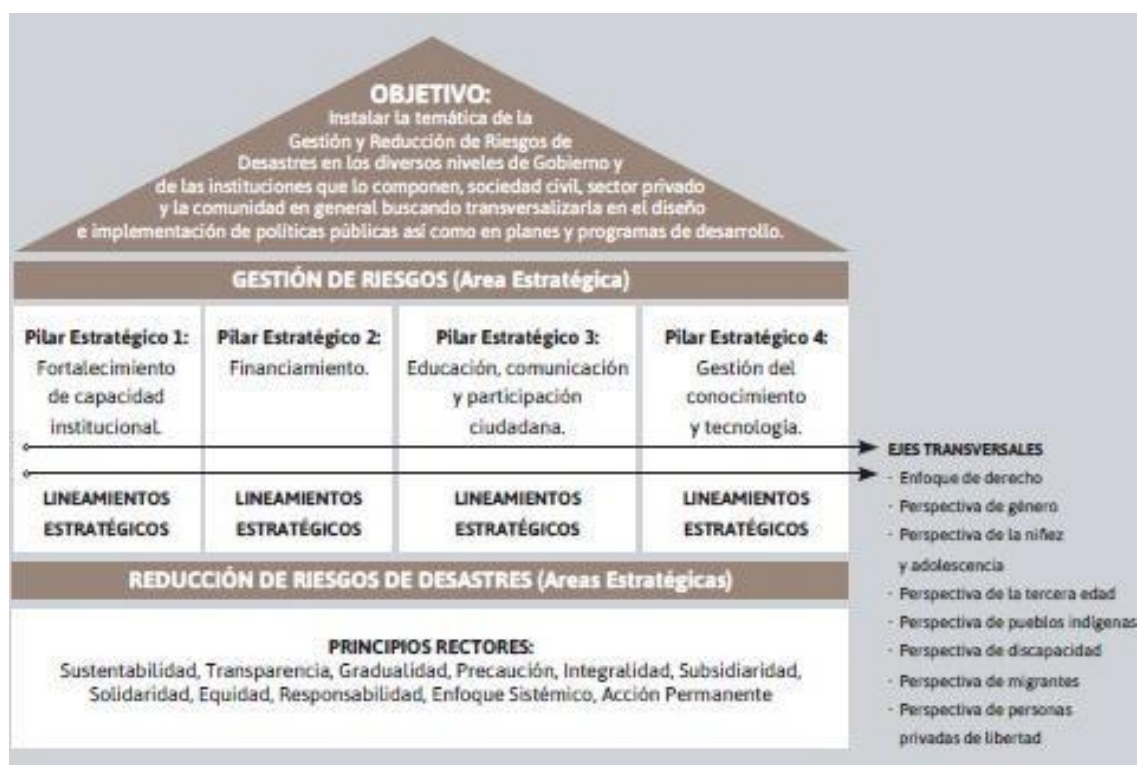 OBJETIVO:
Instalar la temática de la
Gestión y Reducción de Riesgos de
Desastres en los diversos niveles de Gobierno y
de las instituciones que lo componen, sociedad civil, sector privado
y la comunidad en general buscando transversalizarla en el diseño
e implementación de políticas públicas así como en planes y programas de desarrollo.
GESTIÓN DE RIESGOS (Area Estratégica)
Pilar Estratégico 1:
Fortalecimiento
de capacidad
institucional.
Pilar Estratégico 2:
Financiamiento.
Pilar Estratégico 3:
Educación, comunicación
y participación
ciudadana.
Pilar Estratégico 4:
Gestión del
conocimiento
y tecnología.
LINEAMIENTOS
ESTRATÉGICOS
LINEAMIENTOS
ESTRATÉGICOS
LINEAMIENTOS
ESTRATÉGICOS
LINEAMIENTOS
ESTRATÉGICOS
EJES TRANSVERSALES
- Enfoque de derecho
- Perspectiva de género
- Perspectiva de la niñez
y adolescencia
- Perspectiva de la tercera edad
- Perspectiva de pueblos indígenas
- Perspectiva de discapacidad
- Perspectiva de migrantes
- Perspectiva de personas
privadas de libertad
REDUCCIÓN DE RIESGOS DE DESASTRES (Areas Estratégicas)
PRINCIPIOS RECTORES:
Sustentabilidad, Transparencia, Gradualidad, Precaución, Integralidad, Subsidiaridad,
Solidaridad, Equidad, Responsabilidad, Enfoque Sistémico, Acción Permanente